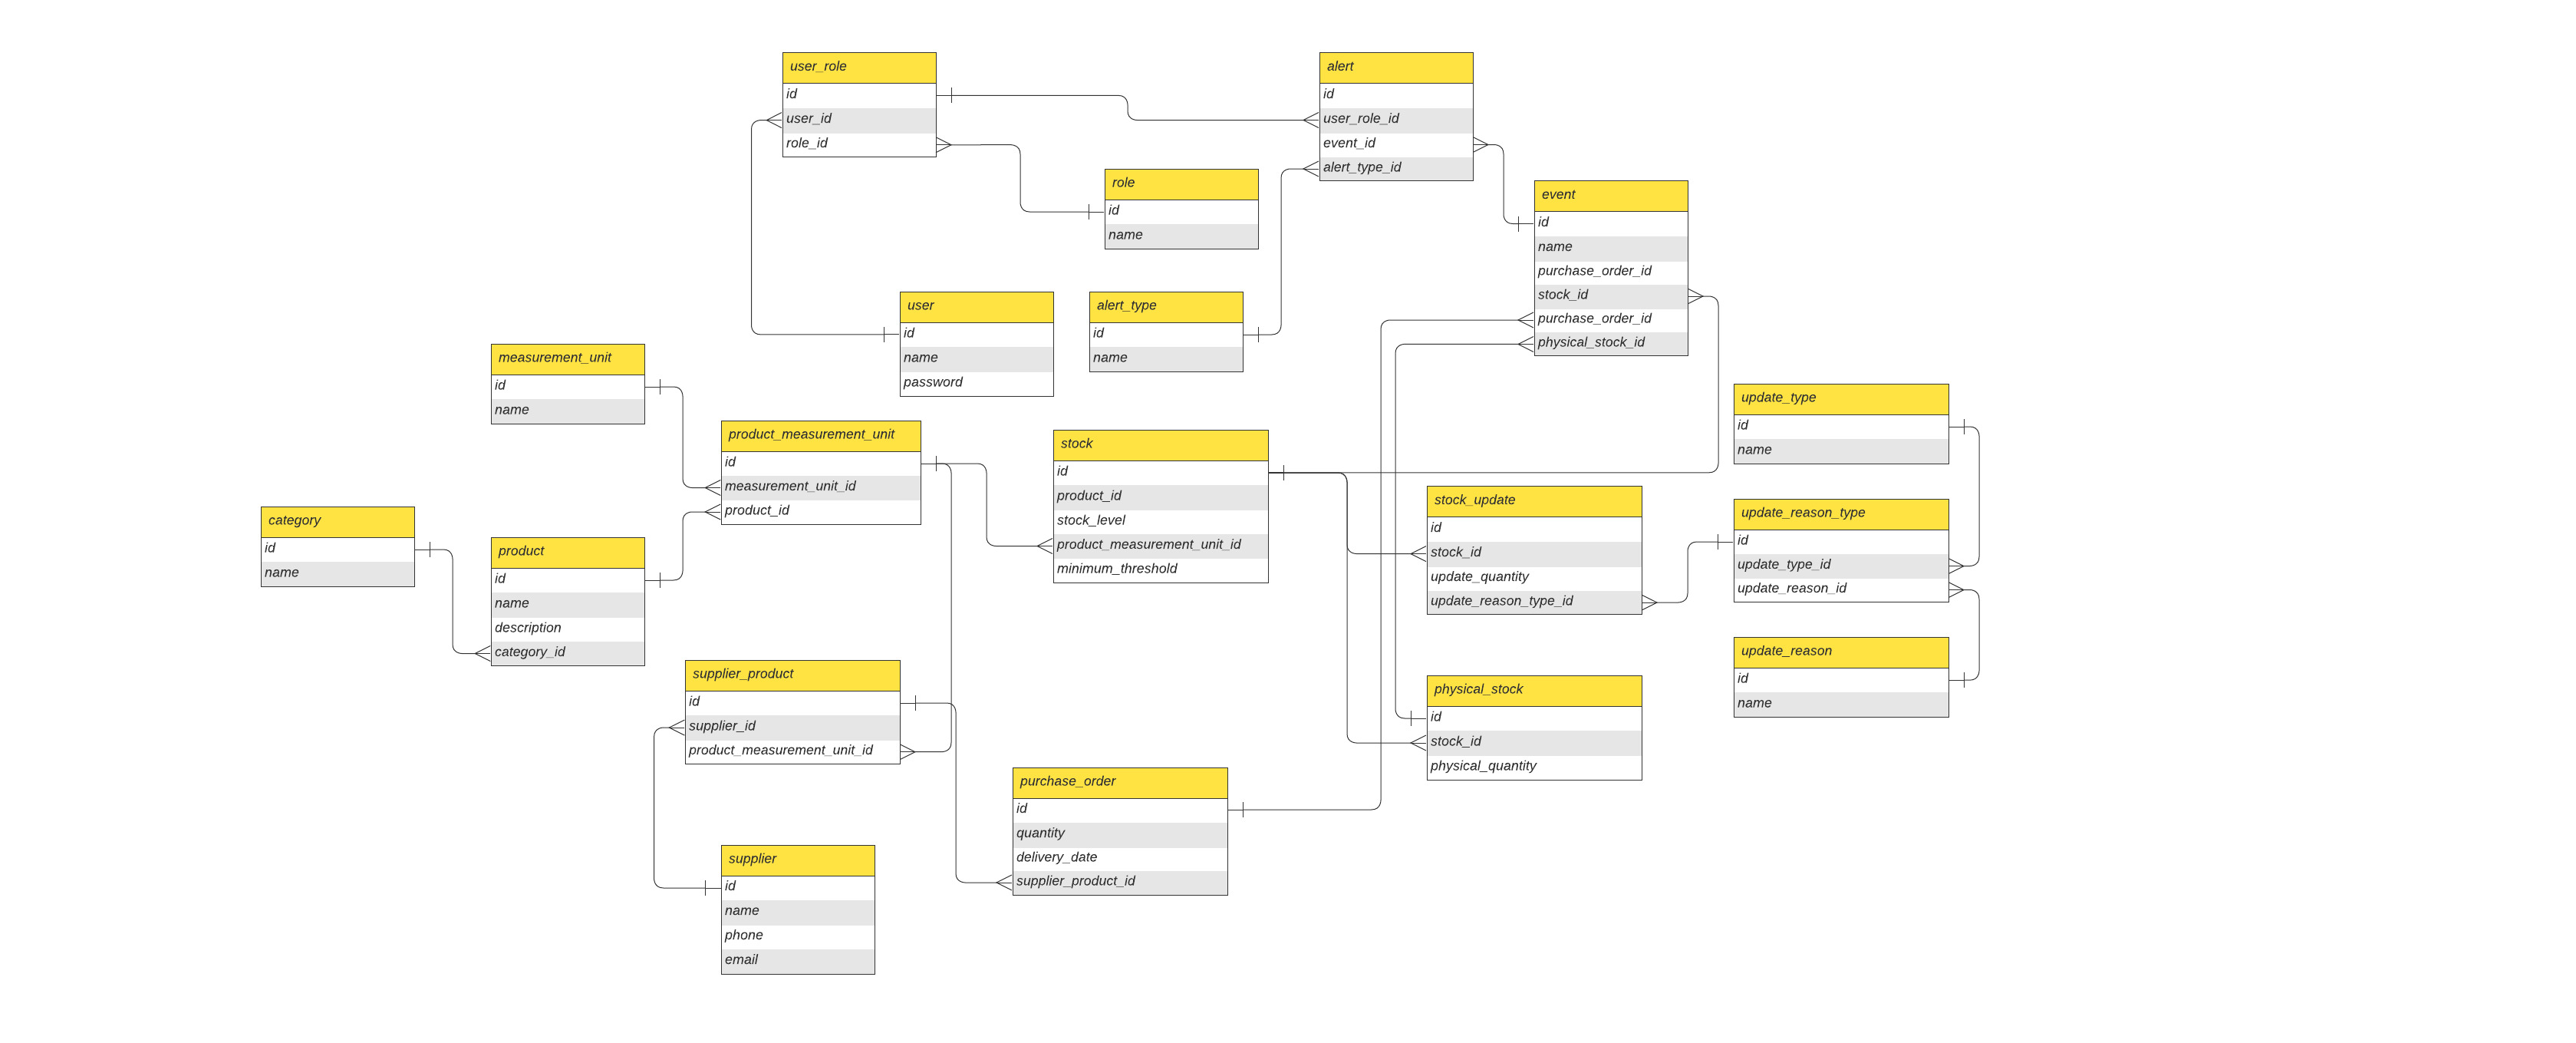 user_role
id
user_id
role_id
alert
id
user_role_id
event_id
alert_type_id
role
id
name
event
id
name
purchase_order_id
stock_id
purchase_order_id
physical_stock_id
user
id
name
password
alert_type
id
name
measurement_unit
id
name
update_type
id
name
product_measurement_unit
id
measurement_unit_id
product_id
stock
id
product_id
stock_level
product_measurement_unit_id
minimum_threshold
stock_update
id
stock_id
update_quantity
update_reason_type_id
update_reason_type
id
update_type_id
update_reason_id
category
id
name
product
id
name
description
category_id
update_reason
id
name
supplier_product
id
supplier_id
product_measurement_unit_id
physical_stock
id
stock_id
physical_quantity
purchase_order
id
quantity
delivery_date
supplier_product_id
supplier
id
name
phone
email